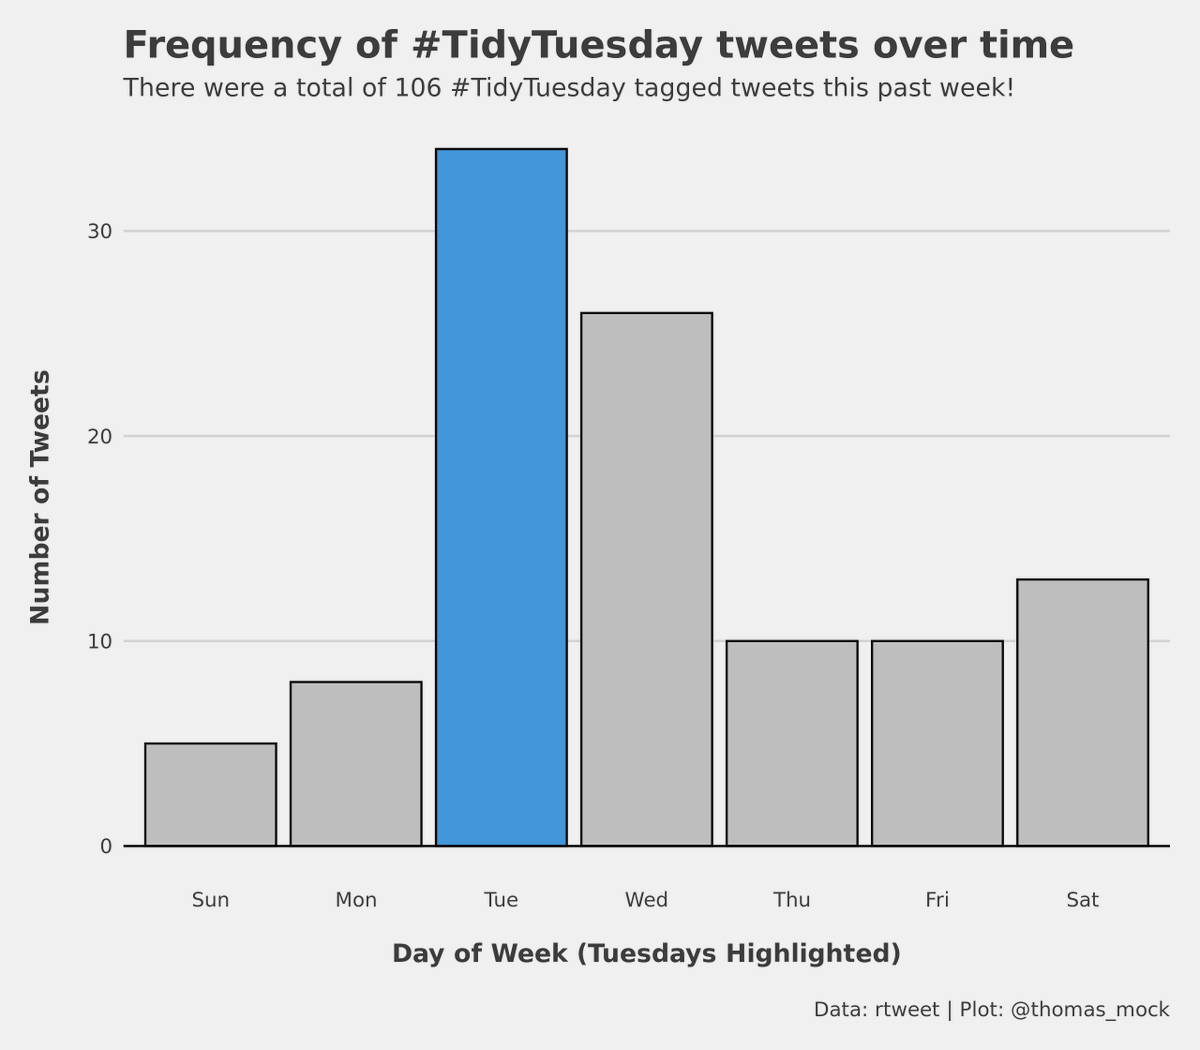 Frequency of #TidyTuesday tweets over time
There were a total of 106 #TidyTuesday tagged tweets this past week!
Number of Tweets
30
20
10
0
Sun Mon Tue Wed Thu Fri Sat
Day of Week (Tuesdays Highlighted)
Data: rtweet | Plot: @thomas_mock